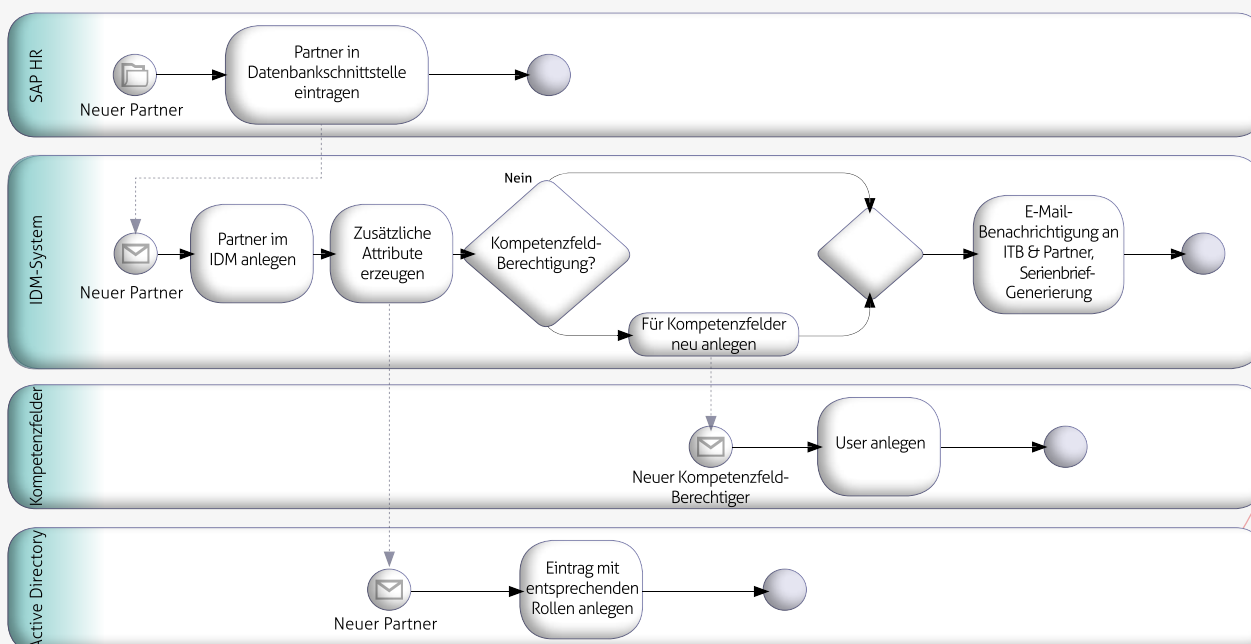 SAP HR
Neuer Partner
Partner in
Datenbankschnittstelle
eintragen
IDM-System
Neuer Partner
Partner im
IDM anlegen
Zusätzliche
Attribute
erzeugen
Kompetenzfeld-
Berechtigung?
Nein
Für Kompetenzfelder
neu anlegen
E-Mail-
Benachrichtigung an
ITB & Partner,
Serienbrief-
Generierung
Kompetenzfelder
Neuer Kompetenzfeld-
Berechtiger
User anlegen
Active Directory
Neuer Partner
Eintrag mit
entsprechenden
Rollen anlegen